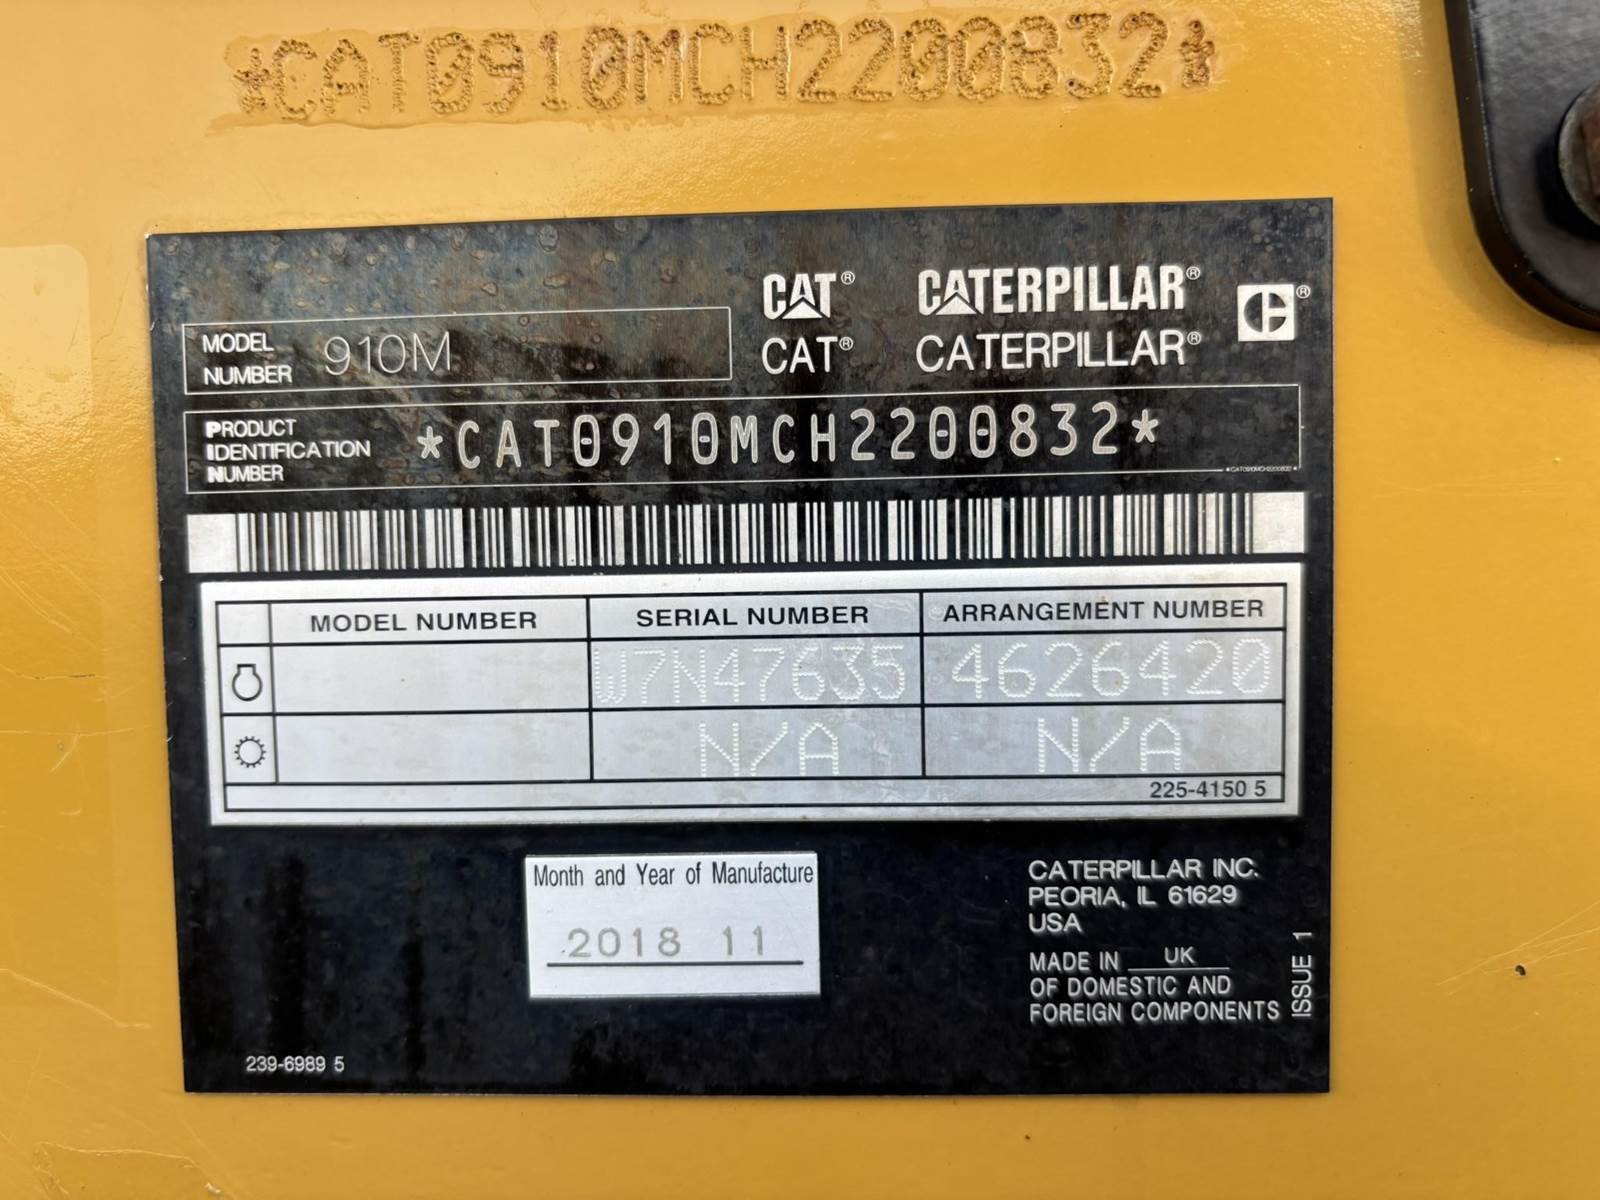 *CAT0910MCH2200832*
CAT® CATERPILLAR®
CAT® CATERPILLAR®
MODEL NUMBER 910M
PRODUCT IDENTIFICATION NUMBER *CAT0910MCH2200832*
*CAT0910MCH2200832*
MODEL NUMBER SERIAL NUMBER ARRANGEMENT NUMBER
W7N47635 4626420
N/A N/A
225-4150 5
Month and Year of Manufacture
2018 11
CATERPILLAR INC.
PEORIA, IL 61629
USA
MADE IN UK
OF DOMESTIC AND
FOREIGN COMPONENTS
ISSUE 1
239-6989 5